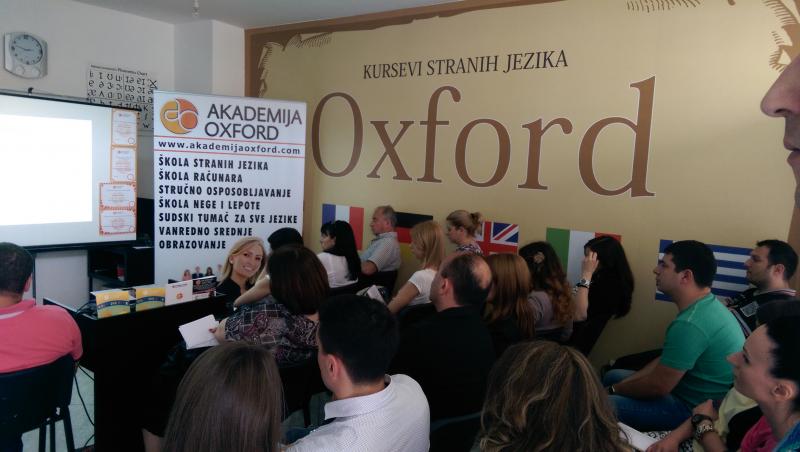 KURSEVI STRANIH JEZIKA
Oxford
AKADEMIJA
OXFORD
www.akademijaoxford.com
ŠKOLA STRANIH JEZIKA
ŠKOLA RAČUNARA
STRUČNO OSPOSOBLJAVANJE
ŠKOLA NEGE I LEPOTE
SUDSKI TUMAČ ZA SVE JEZIKE
VANREDNO SREDNJE
OBRAZOVANJE